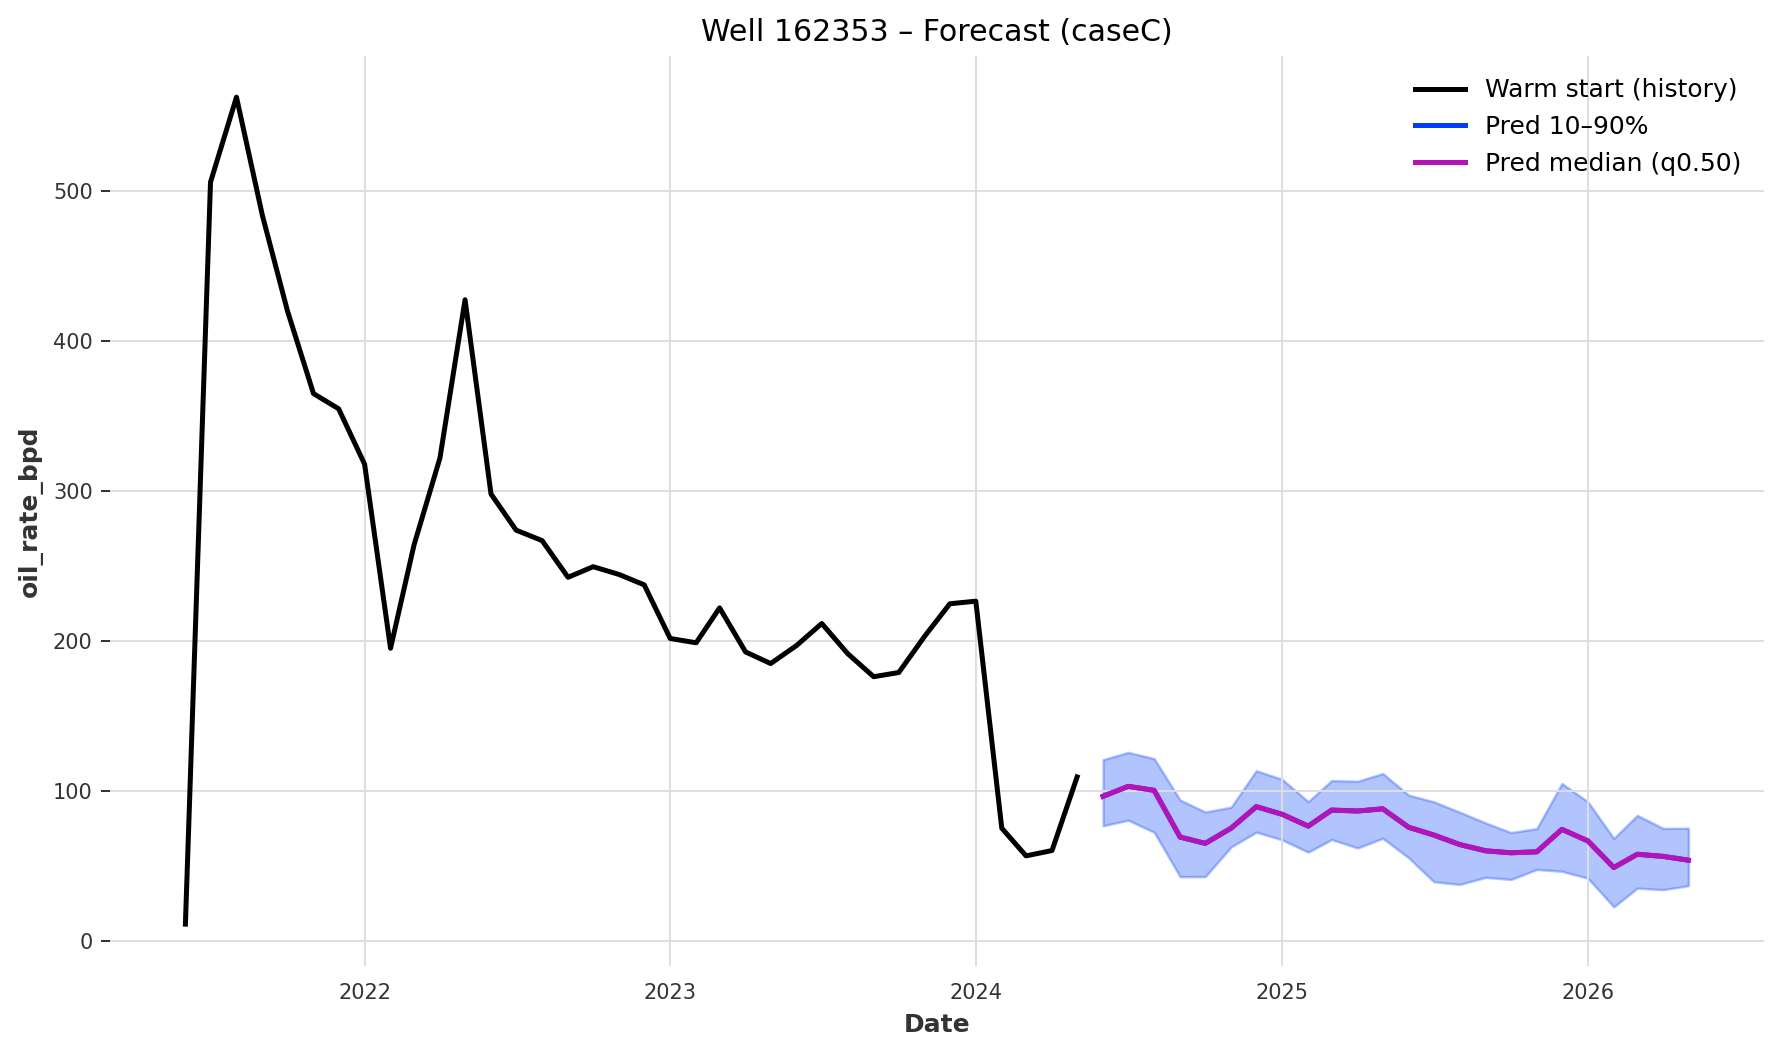 Well 162353 – Forecast (caseC)
Warm start (history)
Pred 10–90%
Pred median (q0.50)
oil_rate_bpd
500
400
300
200
100
0
2022
2023
2024
2025
2026
Date